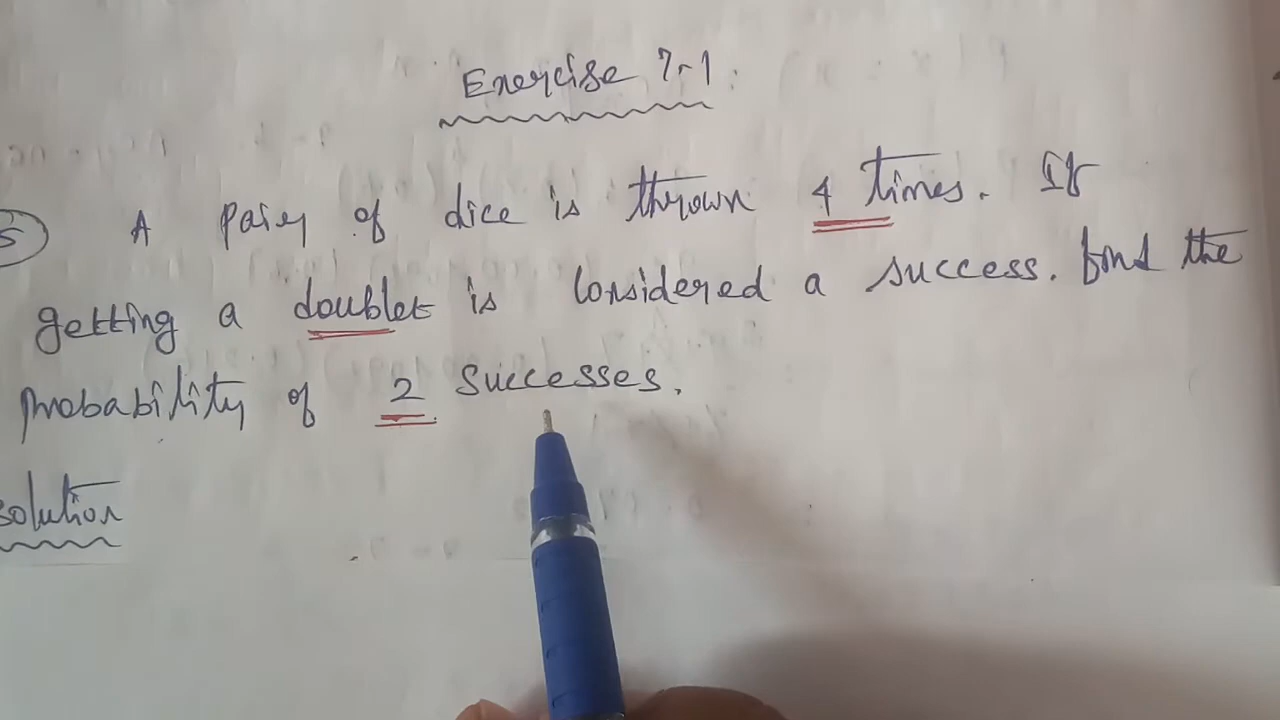 Exercise 7.1
5 A pair of dice is thrown 4 times. If
getting a doublet is considered a success. find the
probability of 2 successes.
solution